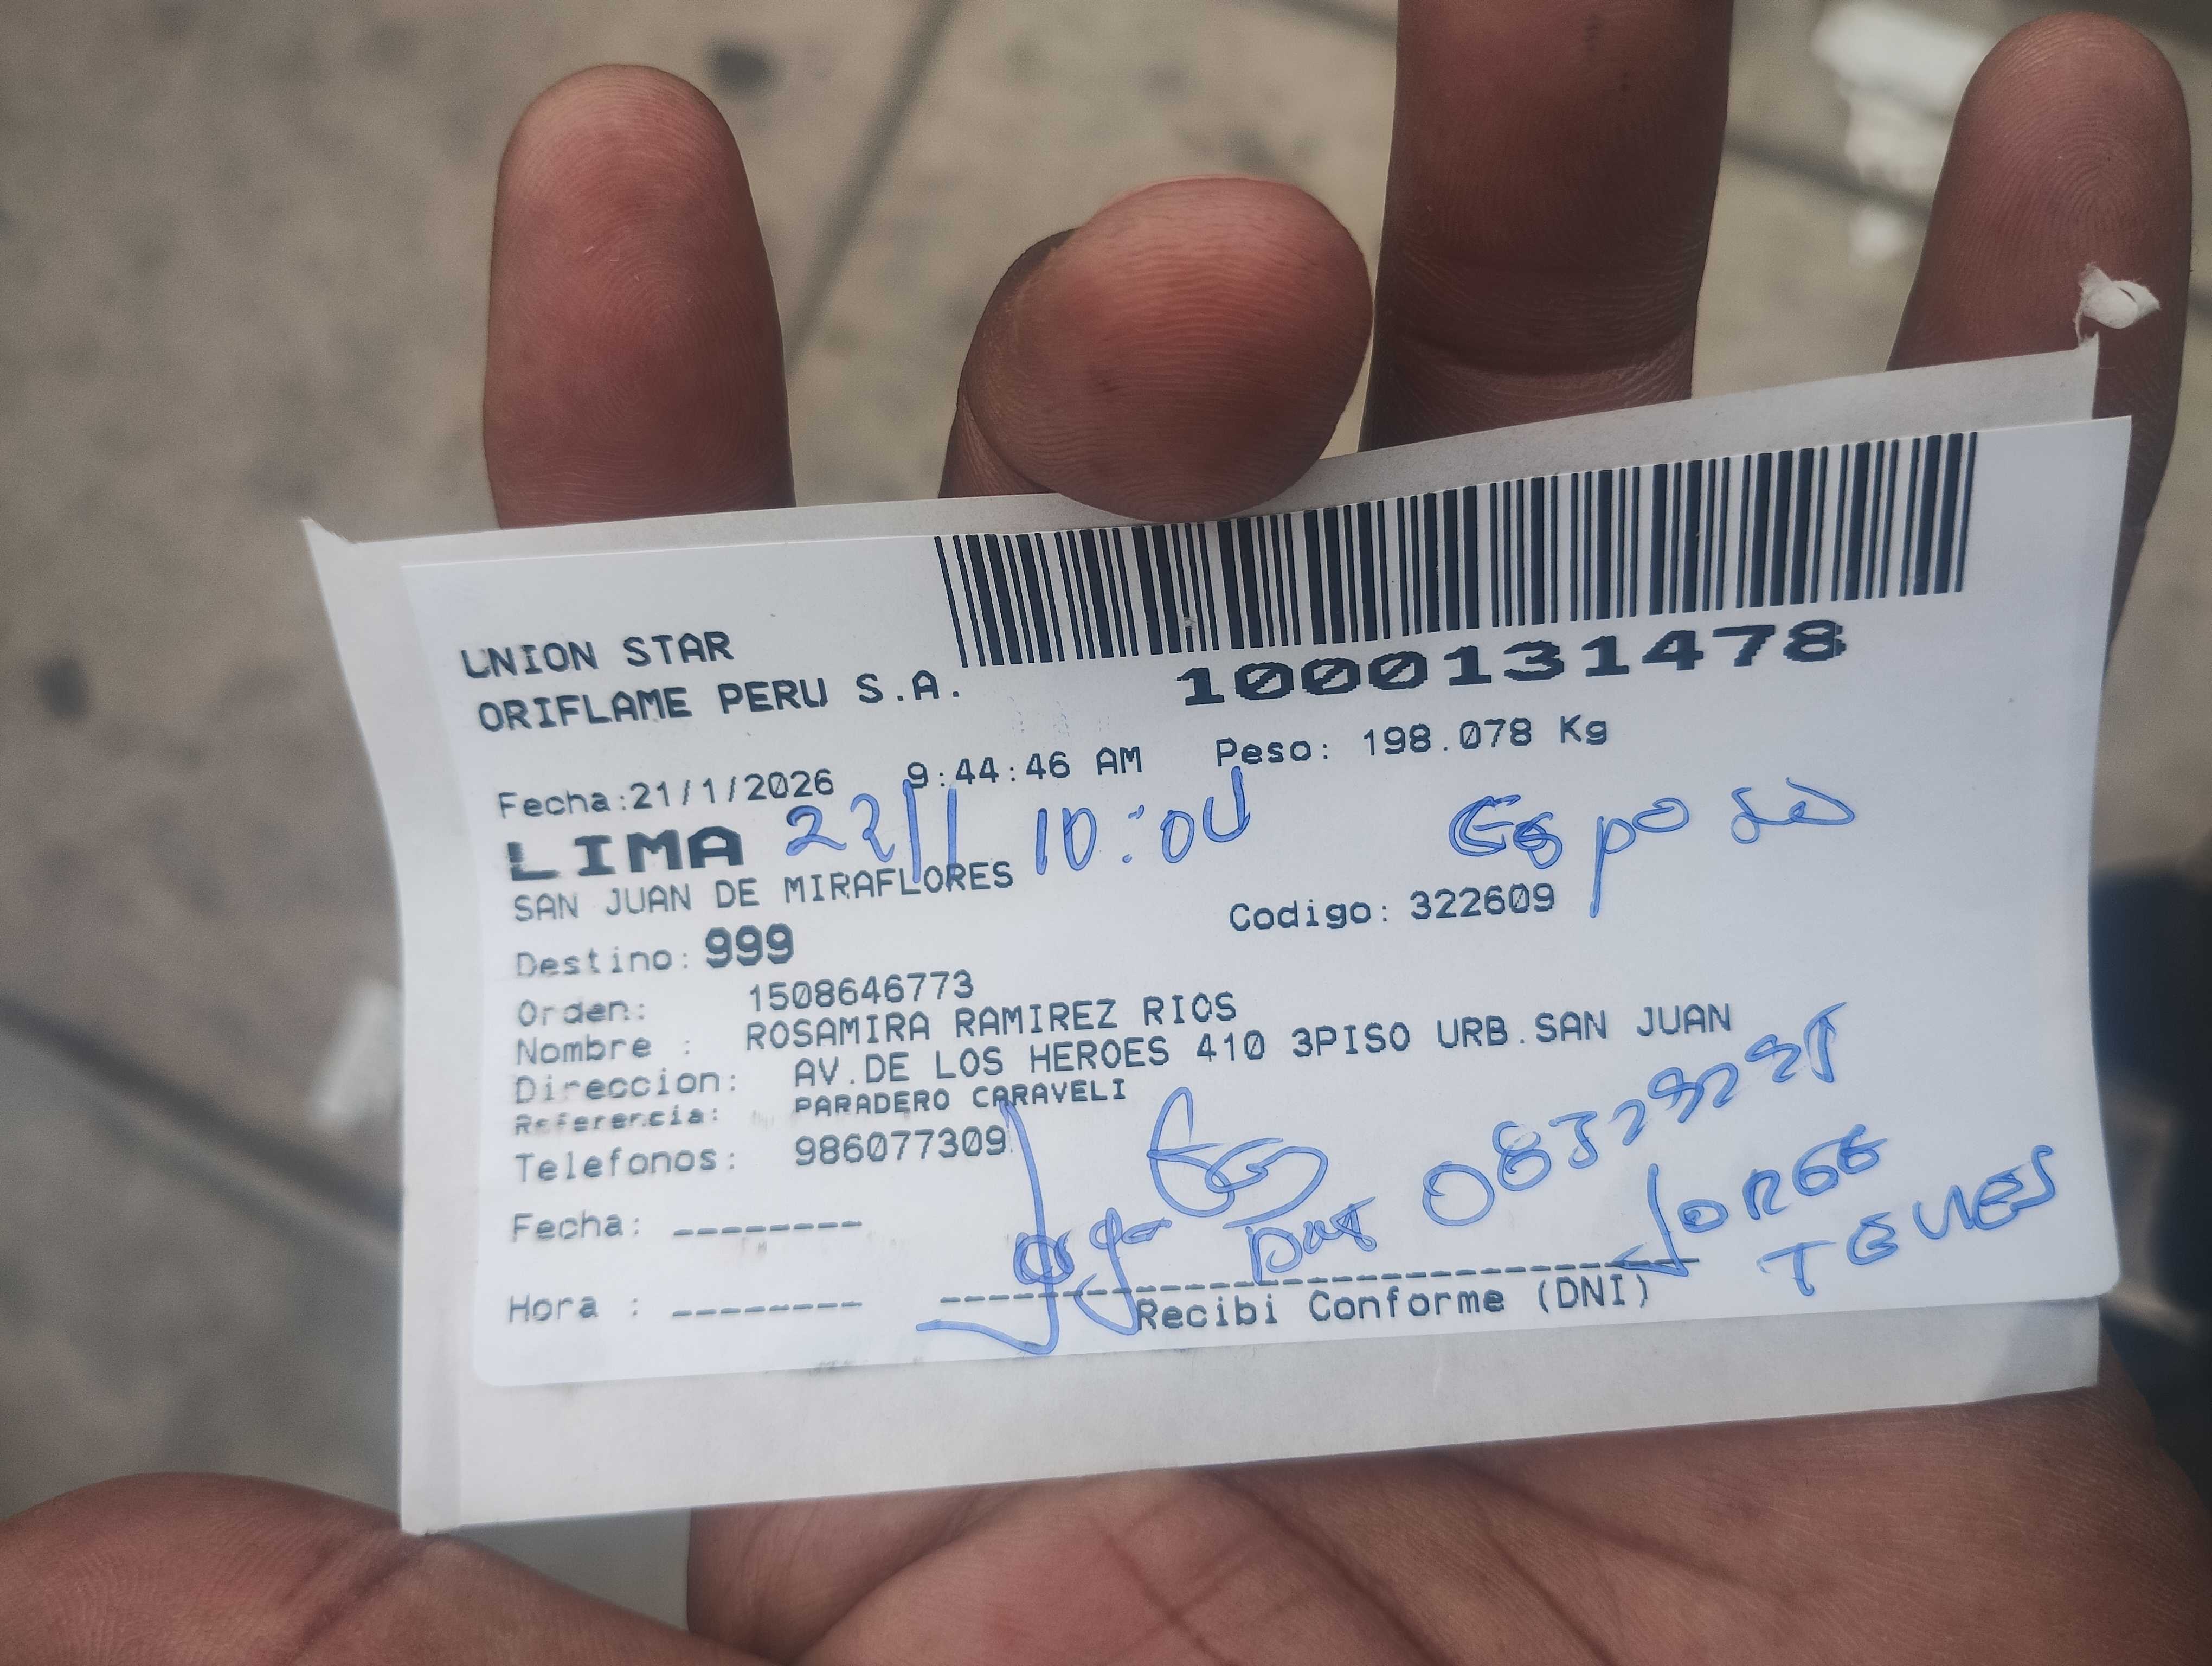 UNION STAR
ORIFLAME PERU S.A.
1000131478
Fecha:21/1/2026 9:44:46 AM Peso: 198.078 Kg
LIMA 22/1 10:00 Esposo
SAN JUAN DE MIRAFLORES
Codigo: 322609
Destino: 999
Orden: 1508646773
Nombre : ROSAMIRA RAMIREZ RIOS
Direccion: AV.DE LOS HEROES 410 3PISO URB.SAN JUAN
Referencia: PARADERO CARAVELI
Telefonos: 986077309
JORGE
Fecha: --------
Hora : --------
Recibi Conforme (DNI)